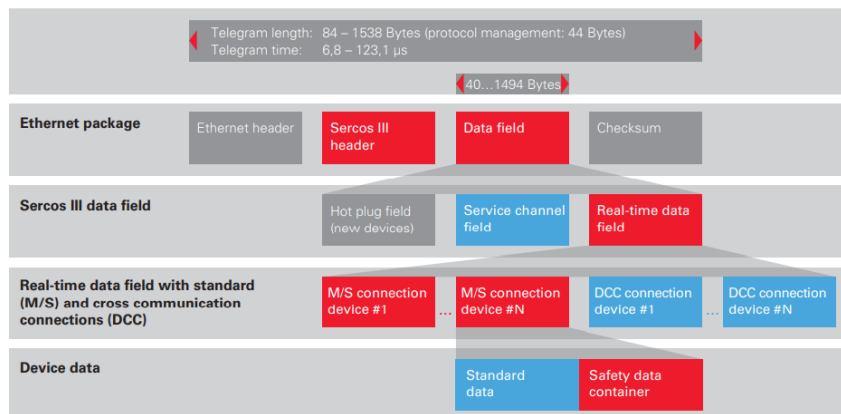 Telegram length: 84 – 1538 Bytes (protocol management: 44 Bytes)
Telegram time: 6,8 – 123,1 µs
40...1494 Bytes
Ethernet package
Ethernet header
Sercos III
header
Data field
Checksum
Sercos III data field
Hot plug field
(new devices)
Service channel
field
Real-time data
field
Real-time data field with standard
(M/S) and cross communication
connections (DCC)
M/S connection
device #1
...
M/S connection
device #N
DCC connection
device #1
...
DCC connection
device #N
Device data
Standard
data
Safety data
container